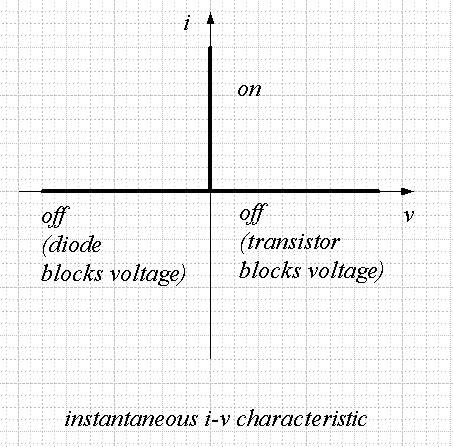 i
on
v
off
(diode
blocks voltage)
off
(transistor
blocks voltage)
instantaneous i-v characteristic